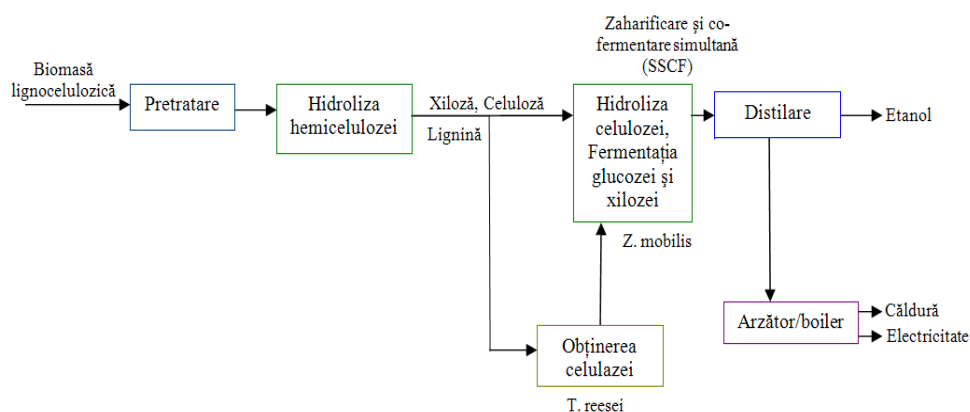 Zaharificare și co-
fermentare simultană
(SSCF)
Biomasă
lignocelulozică
Pretratare
Hidroliza
hemicelulozei
Xiloză, Celuloză
Lignină
Hidroliza
celulozei,
Fermentația
glucozei și
xilozei
Z. mobilis
Distilare
Etanol
Arzător/boiler
Căldură
Electricitate
Obținerea
celulazei
T. reesei